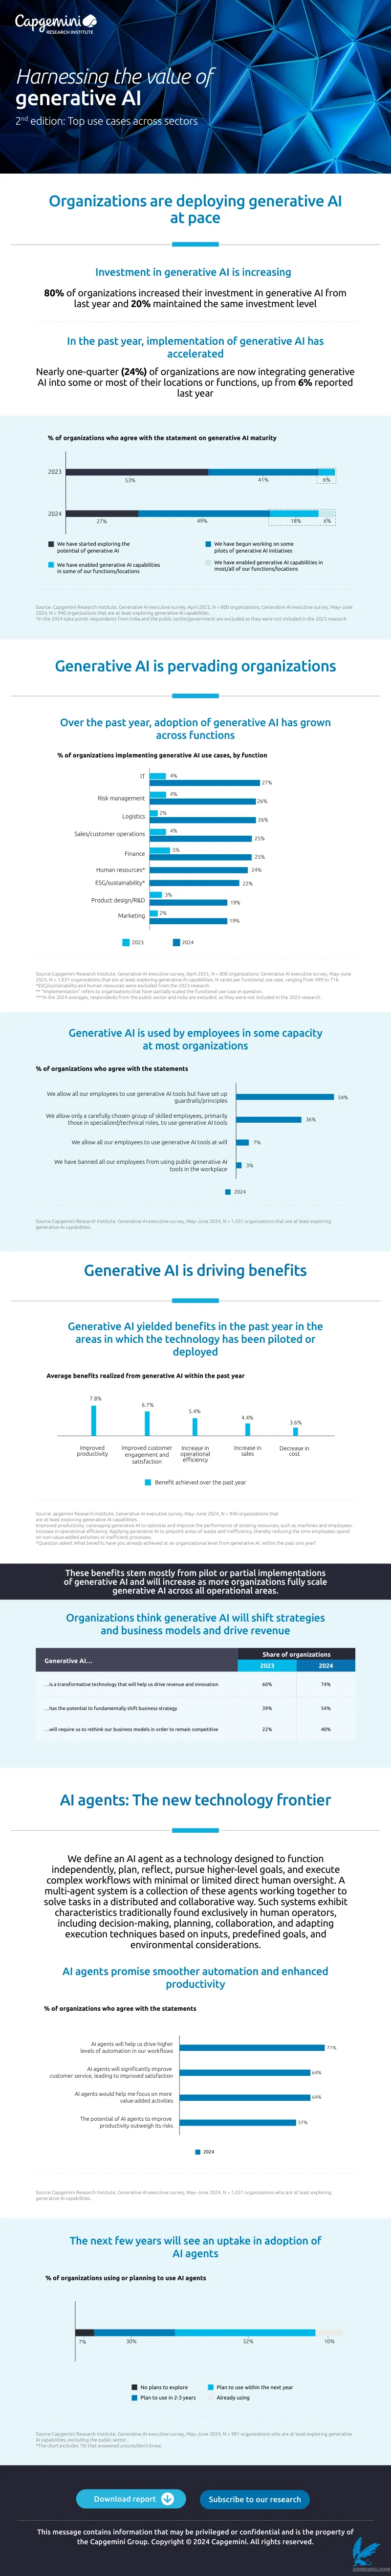 Capgemini
RESEARCH INSTITUTE
Harnessing the value of
generative AI
2nd edition: Top use cases across sectors
Organizations are deploying generative AI
at pace
Investment in generative AI is increasing
80% of organizations increased their investment in generative AI from
last year and 20% maintained the same investment level
In the past year, implementation of generative AI has
accelerated
Nearly one-quarter (24%) of organizations are now integrating generative
AI into some or most of their locations or functions, up from 6% reported
last year
% of organizations who agree with the statement on generative AI maturity
2023
53%
41%
6%
2024
27%
49%
18%
6%
We have started exploring the
potential of generative AI
We have begun working on some
pilots of generative AI initiatives
We have enabled generative AI capabilities
in some of our functions/locations
We have enabled generative AI capabilities in
most/all of our functions/locations
Source: Capgemini Research Institute, Generative AI executive survey, April 2023, N = 800 organizations; Generative AI executive survey, May–June
2024, N = 940 organizations that are at least exploring generative AI capabilities.
*In the 2024 data points respondents from India and the public sector/government are excluded as they were not included in the 2023 research.
Generative AI is pervading organizations
Over the past year, adoption of generative AI has grown
across functions
% of organizations implementing generative AI use cases, by function
IT
4%
27%
Risk management
4%
26%
Logistics
2%
26%
Sales/customer operations
4%
25%
Finance
5%
25%
Human resources*
24%
ESG/sustainability*
22%
Product design/R&D
3%
19%
Marketing
2%
19%
2023
2024
Source:Capgemini Research Institute, Generative AI executive survey, April 2023, N = 800 organizations; Generative AI executive survey, May-June
2024, N = 1,031 organizations that are at least exploring generative AI capabilities. N varies per functional use case, ranging from 499 to 716.
*ESG/sustainability and human resources were excluded from the 2023 research.
** "Implementation" refers to organizations that have partially scaled the functional use case in question.
***In the 2024 averages, respondents from the public sector and India are excluded, as they were not included in the 2023 research.
Generative AI is used by employees in some capacity
at most organizations
% of organizations who agree with the statements
We allow all our employees to use generative AI tools but have set up
guardrails/principles
54%
We allow only a carefully chosen group of skilled employees, primarily
those in specialized/technical roles, to use generative AI tools
36%
We allow all our employees to use generative AI tools at will
7%
We have banned all our employees from using public generative AI
tools in the workplace
3%
2024
Source:Capgemini Research Institute, Generative AI executive survey, May–June 2024, N = 1,031 organizations that are at least exploring
generative AI capabilities.
Generative AI is driving benefits
Generative AI yielded benefits in the past year in the
areas in which the technology has been piloted or
deployed
Average benefits realized from generative AI within the past year
7.8%
6.7%
5.4%
4.4%
3.6%
Improved
productivity
Improved customer
engagement and
satisfaction
Increase in
operational
efficiency
Increase in
sales
Decrease in
cost
Benefit achieved over the past year
Source: apgemini Research Institute, Generative AI executive survey, May-June 2024, N = 940 organizations that
are at least exploring generative AI capabilities.
Improved productivity: Leveraging generative AI to optimise and improve the performance of existing resources, such as machines and employees.
Increase in operational efficiency: Applying generative AI to pinpoint areas of waste and inefficiency, thereby reducing the time employees spend
on non-value-added activities or inefficient processes.
*Question asked: What benefits have you already achieved at an organizational level from generative AI, within the past one year?
These benefits stem mostly from pilot or partial implementations
of generative AI and will increase as more organizations fully scale
generative AI across all operational areas.
Organizations think generative AI will shift strategies
and business models and drive revenue
Generative AI…
Share of organizations
2023
2024
…is a transformative technology that will help us drive revenue and innovation
60%
74%
…has the potential to fundamentally shift business strategy
39%
54%
…will require us to rethink our business models in order to remain competitive
22%
40%
AI agents: The new technology frontier
We define an AI agent as a technology designed to function
independently, plan, reflect, pursue higher-level goals, and execute
complex workflows with minimal or limited direct human oversight. A
multi-agent system is a collection of these agents working together to
solve tasks in a distributed and collaborative way. Such systems exhibit
characteristics traditionally found exclusively in human operators,
including decision-making, planning, collaboration, and adapting
execution techniques based on inputs, predefined goals, and
environmental considerations.
AI agents promise smoother automation and enhanced
productivity
% of organizations who agree with the statements
AI agents will help us drive higher
levels of automation in our workflows
71%
AI agents will significantly improve
customer service, leading to improved satisfaction
64%
AI agents would help me focus on more
value-added activities
64%
The potential of AI agents to improve
productivity outweigh its risks
57%
2024
Source:Capgemini Research Institute, Generative AI executive survey, May–June 2024, N = 1,031 organizations who are at least exploring
generative AI capabilities.
The next few years will see an uptake in adoption of
AI agents
% of organizations using or planning to use AI agents
7%
30%
52%
10%
No plans to explore
Plan to use within the next year
Plan to use in 2-3 years
Already using
Source:Capgemini Research Institute, Generative AI executive survey, May–June 2024, N = 981 organizations who are at least exploring generative
AI capabilities, excluding the public sector.
*The chart excludes 1% that answered unsure/don't know.
Download report
Subscribe to our research
This message contains information that may be privileged or confidential and is the property of
the Capgemini Group. Copyright © 2024 Capgemini. All rights reserved.